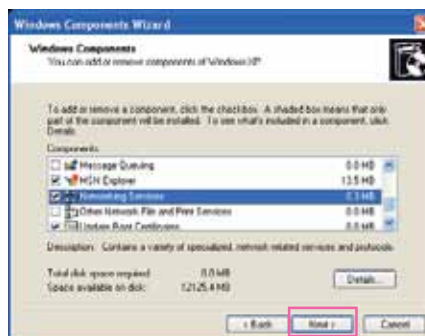 Windows Components Wizard
Windows Components
You can add or remove components of Windows XP.
To add or remove a component, click the checkbox. A shaded box means that only
part of the component will be installed. To see what's included in a component, click
Details.
Components:
Message Queuing 0.0 MB
MSN Explorer 13.5 MB
Networking Services 0.3 MB
Other Network File and Print Services 0.0 MB
Update Root Certificates 0.0 MB
Description: Contains a variety of specialized, network-related services and protocols.
Total disk space required: 0.0 MB
Space available on disk: 12125.4 MB
Details...
< Back Next > Cancel